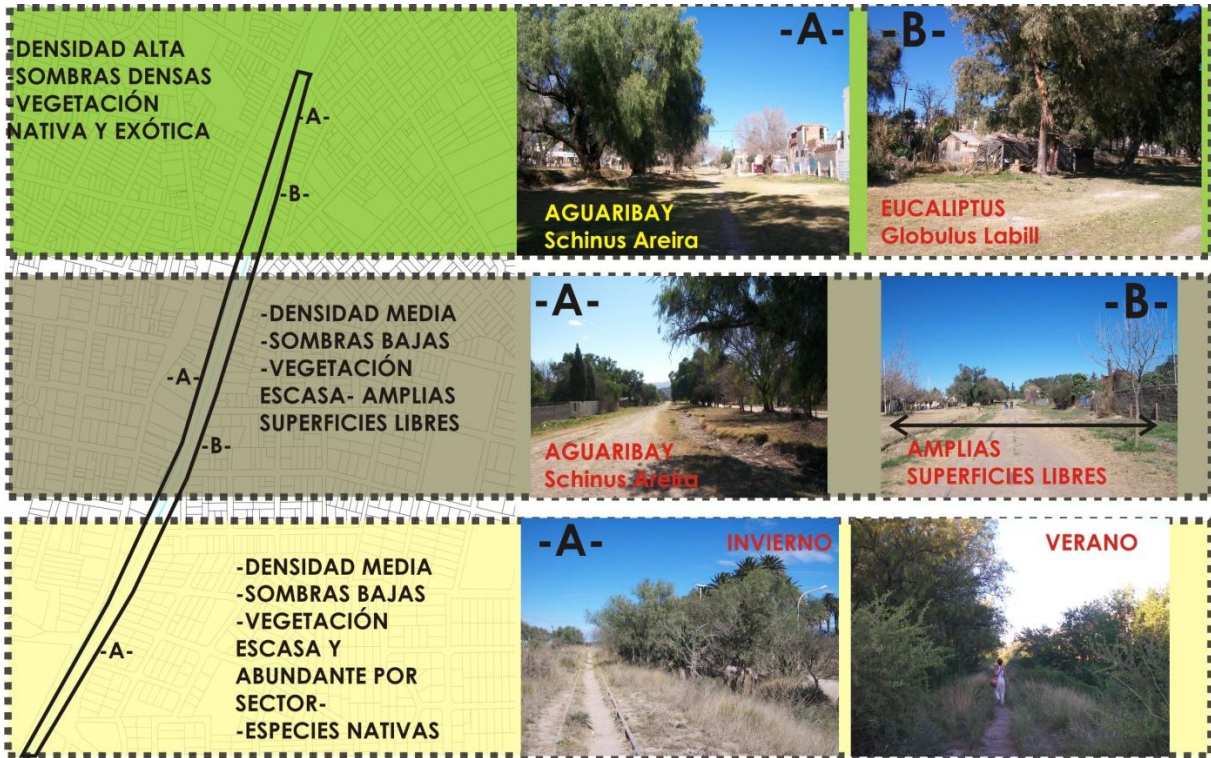 -DENSIDAD ALTA
-SOMBRAS DENSAS
-VEGETACIÓN
NATIVA Y EXÓTICA
-A-
-B-
-A-
AGUARIBAY
Schinus Areira
-B-
EUCALIPTUS
Globulus Labill
-DENSIDAD MEDIA
-SOMBRAS BAJAS
-VEGETACIÓN
ESCASA- AMPLIAS
SUPERFICIES LIBRES
-A-
-B-
-A-
AGUARIBAY
Schinus Areira
-B-
AMPLIAS
SUPERFICIES LIBRES
-DENSIDAD MEDIA
-SOMBRAS BAJAS
-VEGETACIÓN
ESCASA Y
ABUNDANTE POR
SECTOR-
-ESPECIES NATIVAS
-A-
-A-
INVIERNO
VERANO